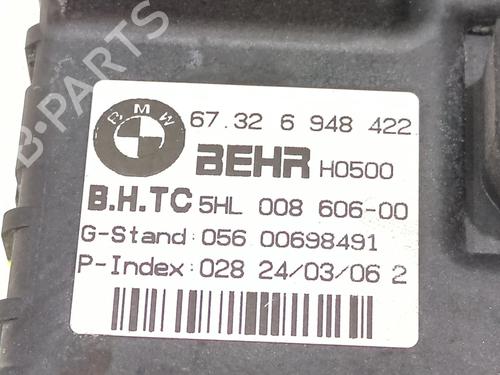 B-PARTS
BMW
67.32 6 948 422
BEHR H0500
B.H.TC 5HL 008 606-00
G-Stand:056 00698491
P-Index:028 24/03/06 2